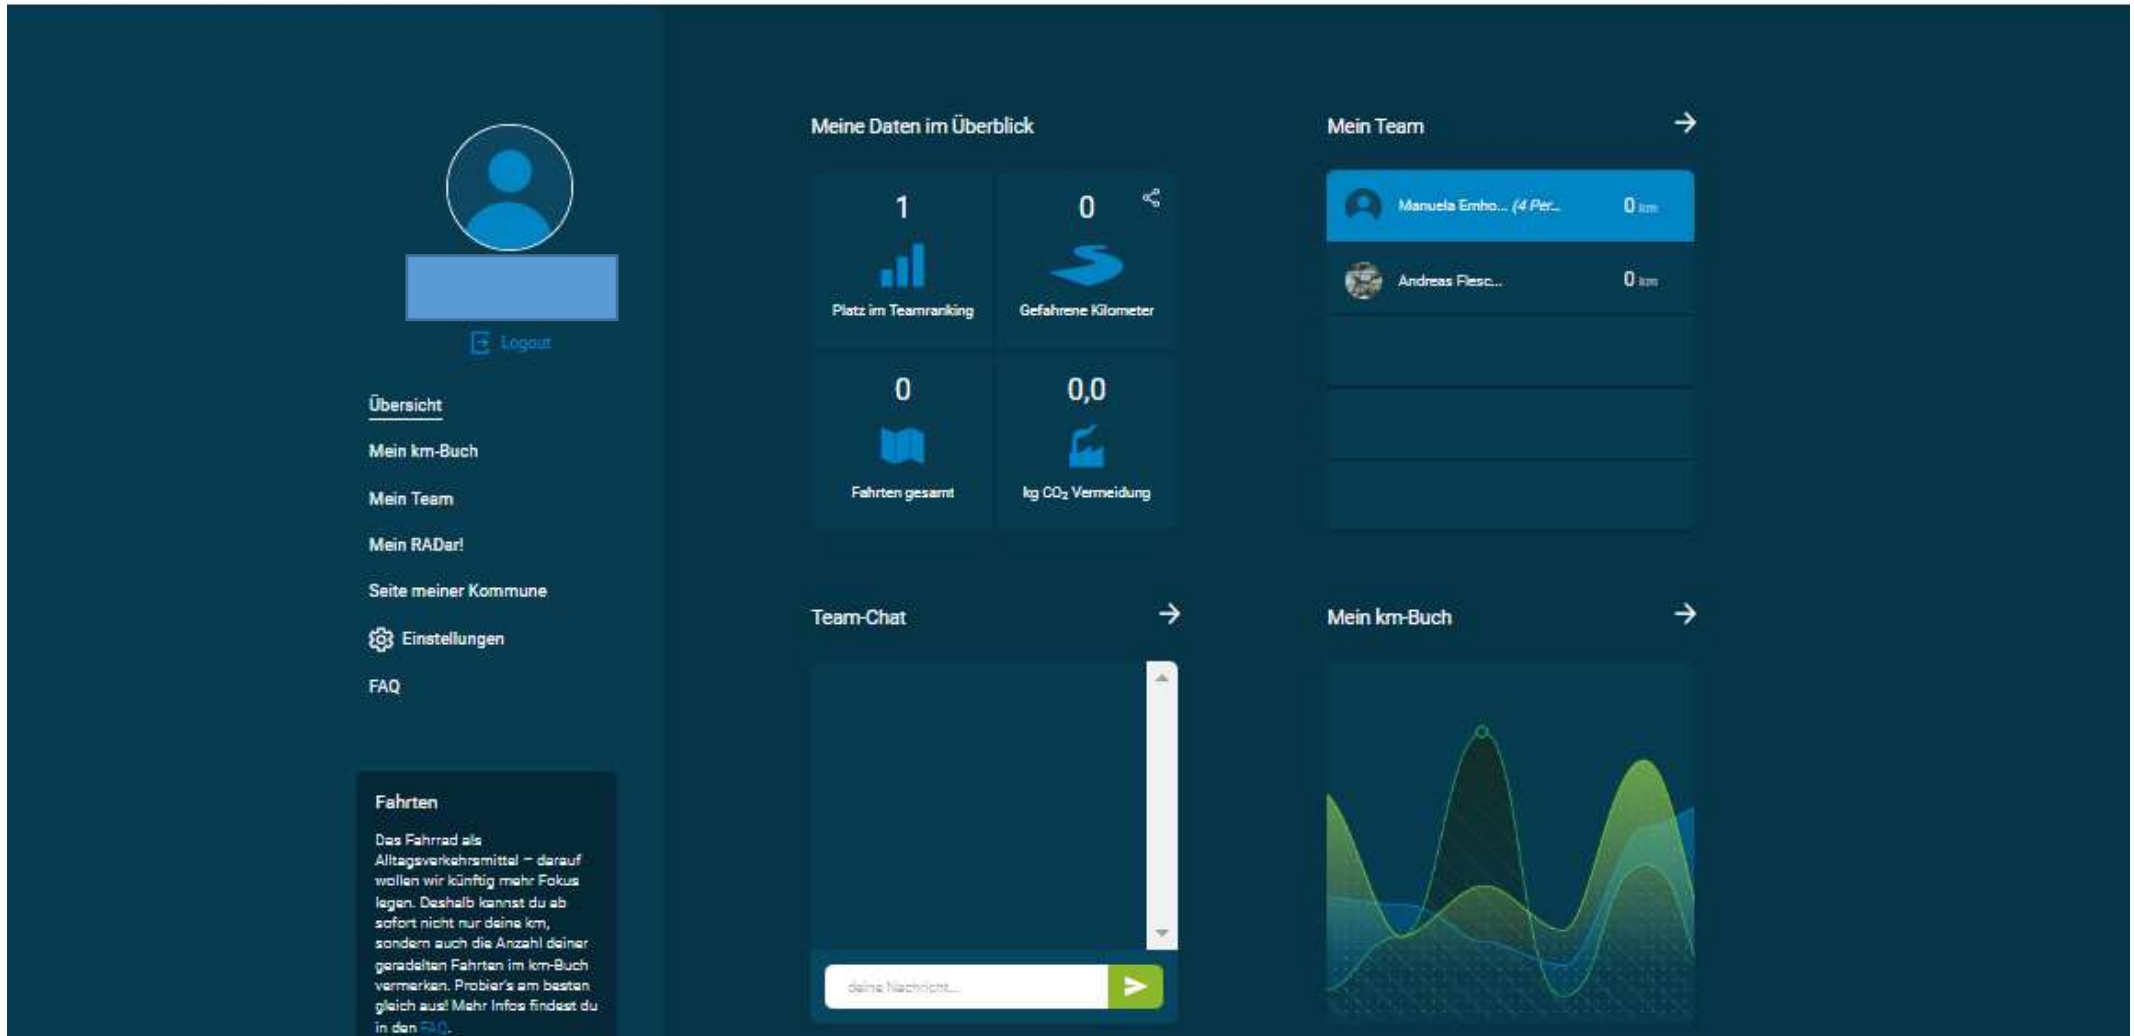 Logout
Übersicht
Mein km-Buch
Mein Team
Mein RADar!
Seite meiner Kommune
Einstellungen
FAQ
Fahrten
Das Fahrrad als
Alltagsverkehrsmittel – darauf
wollen wir künftig mehr Fokus
legen. Deshalb kannst du ab
sofort nicht nur deine km,
sondern auch die Anzahl deiner
geradelten Fahrten im km-Buch
vermerken. Probier's am besten
gleich aus! Mehr Infos findest du
in den FAQ.
Meine Daten im Überblick
1
Platz im Teamranking
0
Gefahrene Kilometer
0
Fahrten gesamt
0,0
kg CO₂ Vermeidung
Mein Team
Manuela Emho... (4 Per...
0 km
Andreas Flesc...
0 km
Team-Chat
deine Nachricht...
Mein km-Buch